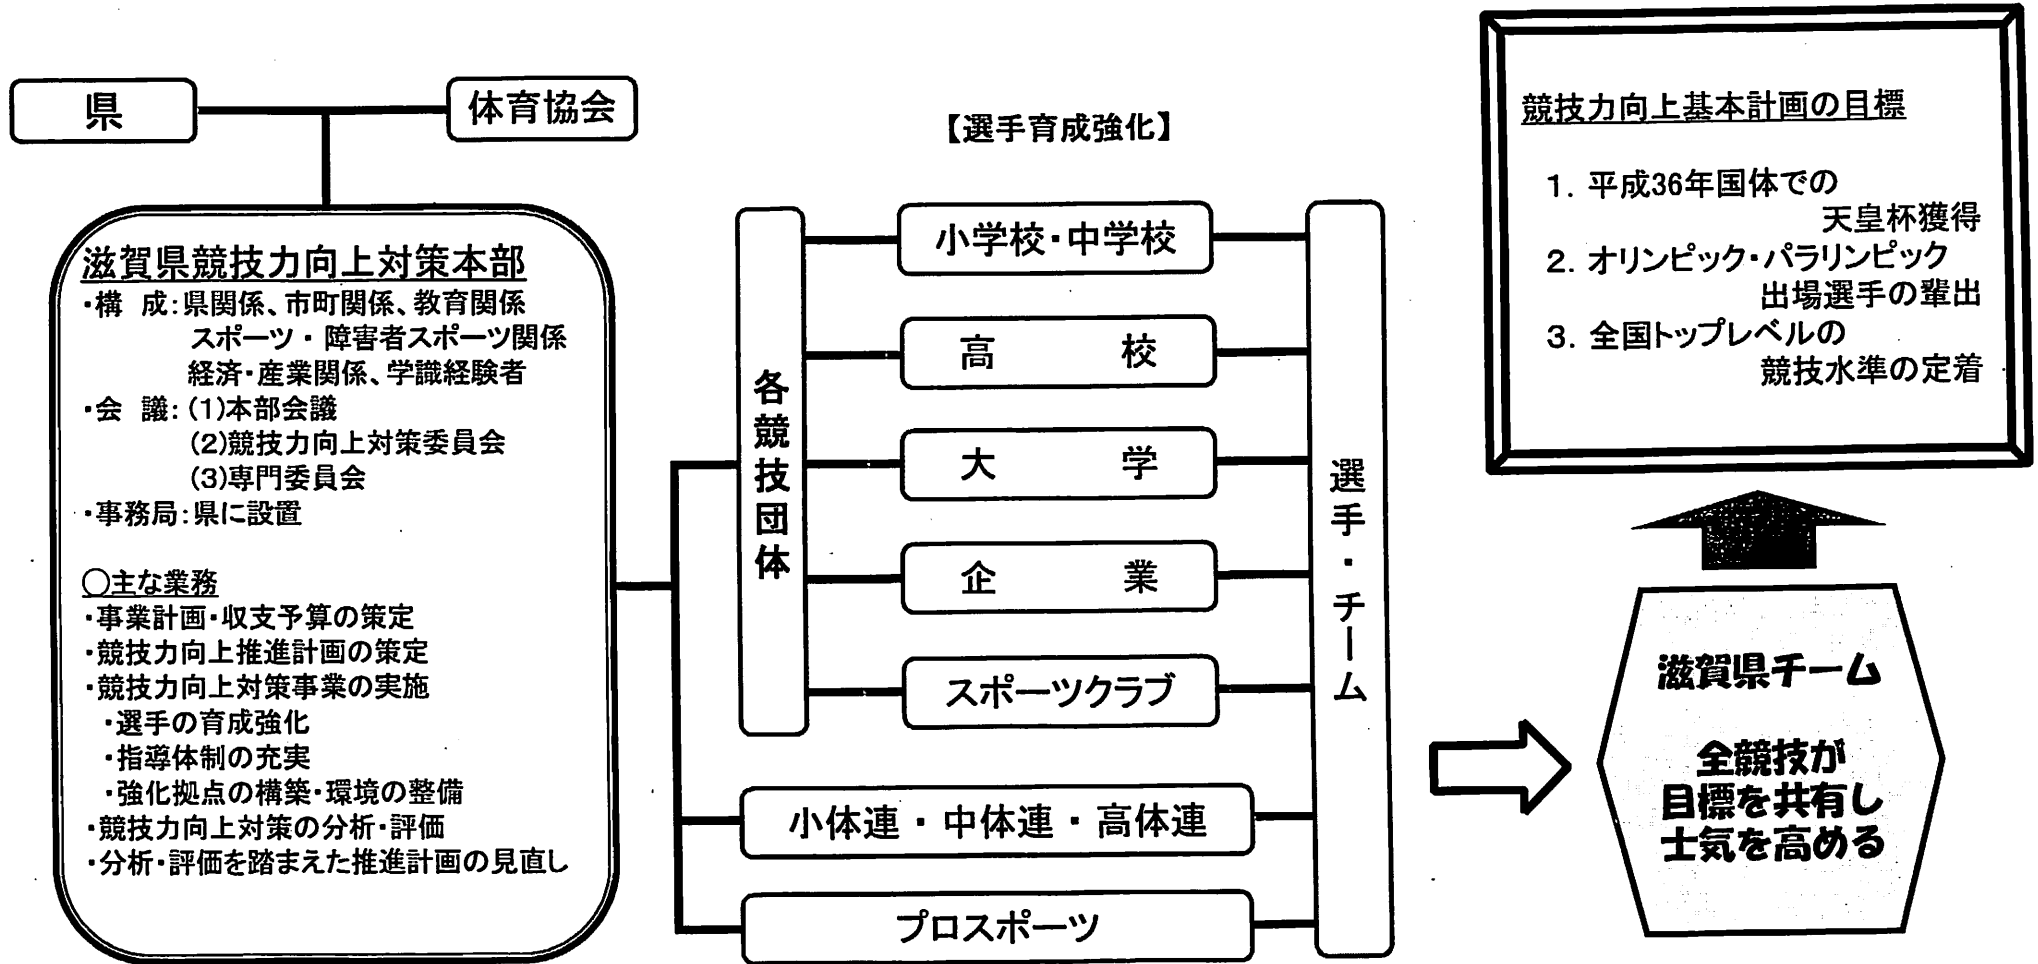 県
体育協会
滋賀県競技力向上対策本部
・構　成：県関係、市町関係、教育関係
スポーツ・障害者スポーツ関係
経済・産業関係、学識経験者
・会　議：(1)本部会議
(2)競技力向上対策委員会
(3)専門委員会
・事務局：県に設置
○主な業務
・事業計画・収支予算の策定
・競技力向上推進計画の策定
・競技力向上対策事業の実施
・選手の育成強化
・指導体制の充実
・強化拠点の構築・環境の整備
・競技力向上対策の分析・評価
・分析・評価を踏まえた推進計画の見直し
【選手育成強化】
各競技団体
小学校・中学校
高　　校
大　　学
企　　業
スポーツクラブ
小体連・中体連・高体連
プロスポーツ
選手・チーム
競技力向上基本計画の目標
1．平成36年国体での
天皇杯獲得
2．オリンピック・パラリンピック
出場選手の輩出
3．全国トップレベルの
競技水準の定着
滋賀県チーム
全競技が
目標を共有し
士気を高める